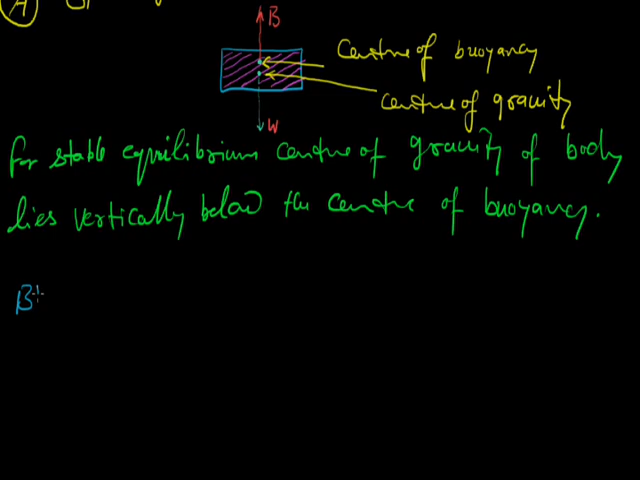 A
B
Centre of buoyancy
centre of gravity
W
for stable equilibrium centre of gravity of body
lies vertically below the centre of buoyancy.
B÷